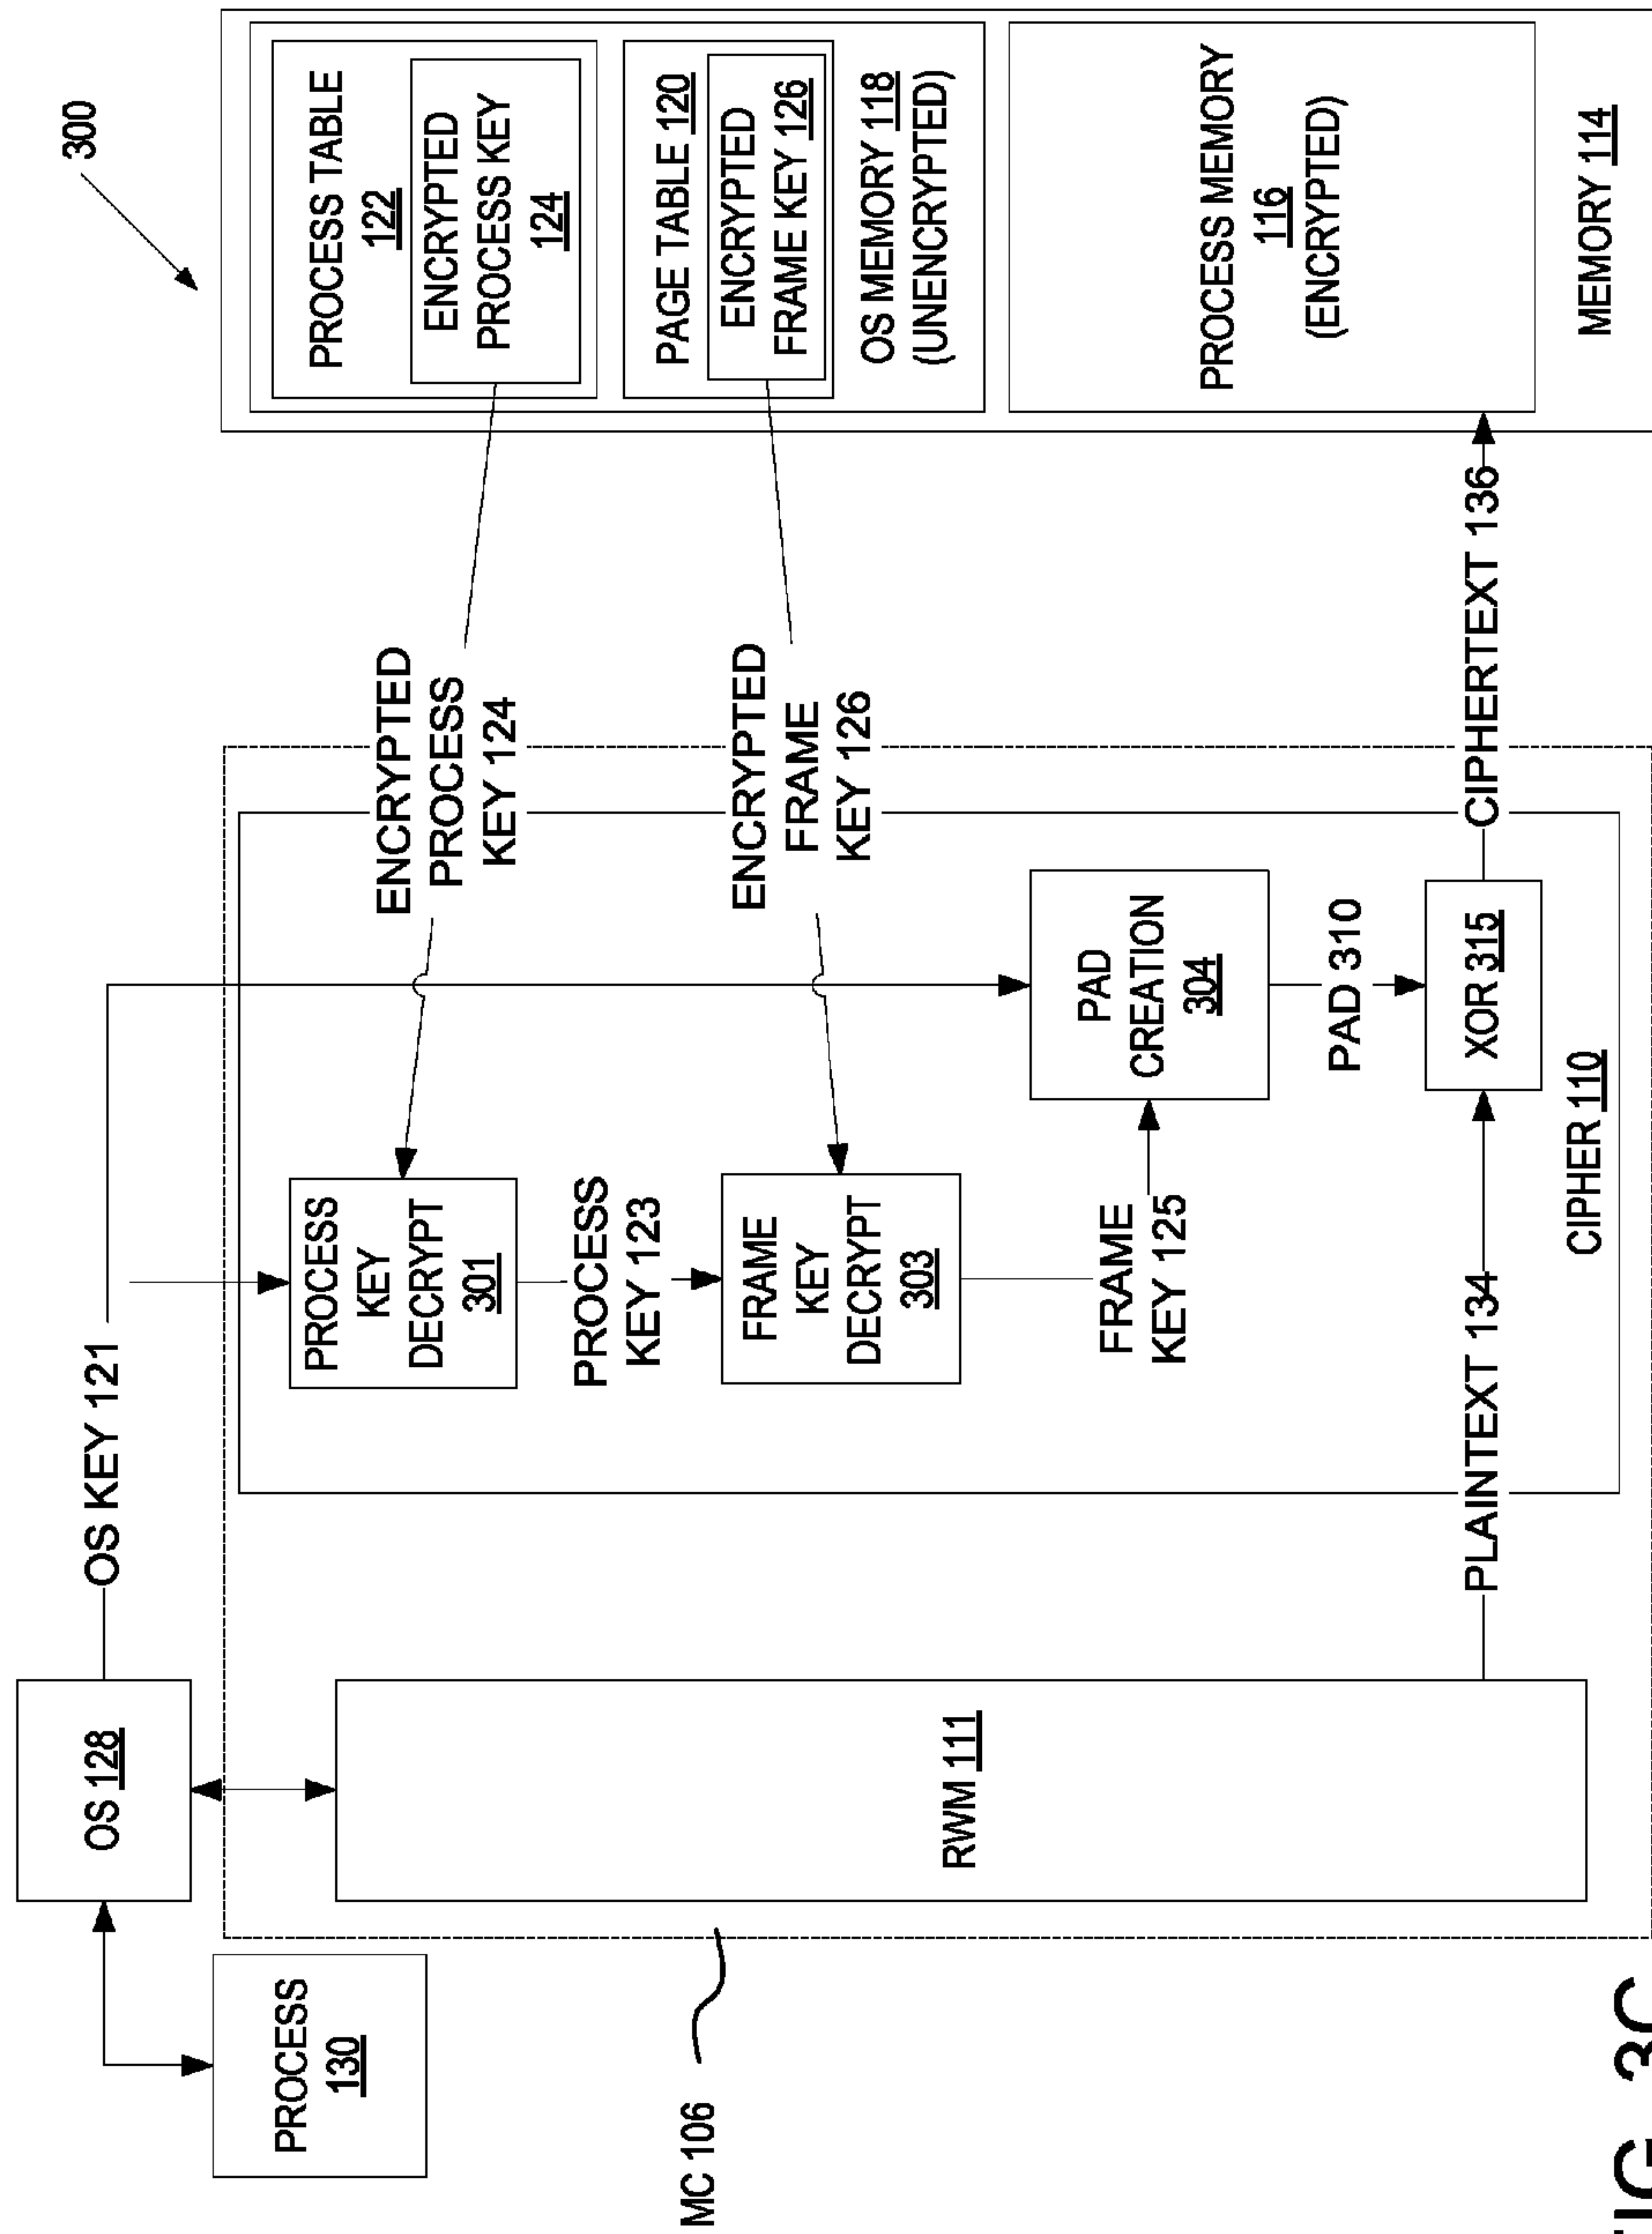 300
OS KEY 121
OS 128
PROCESS
130
MC 106
RWM 111
PROCESS
KEY
DECRYPT
301
PROCESS
KEY 123
FRAME
KEY
DECRYPT
303
FRAME
KEY 125
PAD
CREATION
304
PAD 310
XOR 315
CIPHER 110
PLAINTEXT 134
CIPHERTEXT 136
ENCRYPTED
PROCESS
KEY 124
ENCRYPTED
FRAME
KEY 126
PROCESS TABLE
122
ENCRYPTED
PROCESS KEY
124
PAGE TABLE 120
ENCRYPTED
FRAME KEY 126
OS MEMORY 118
(UNENCRYPTED)
PROCESS MEMORY
116
(ENCRYPTED)
MEMORY 114